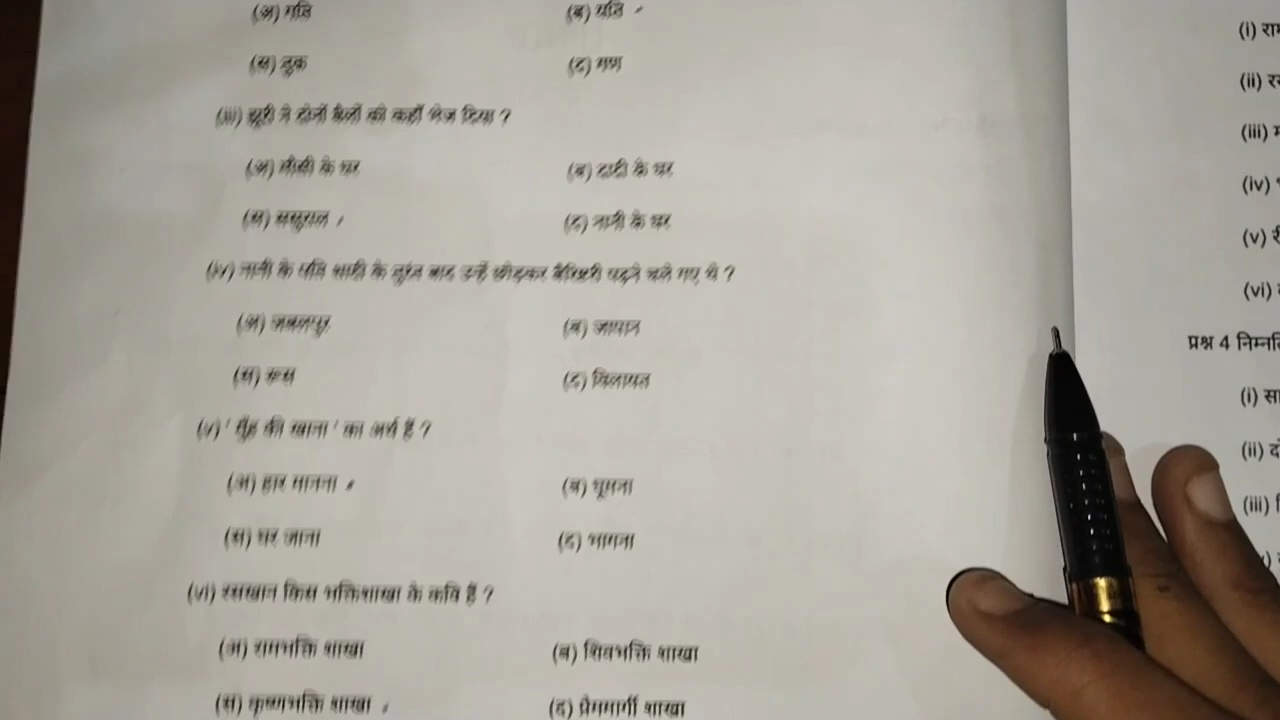 (अ) गति (ब) यति
(स) तुक (द) गण
(iii) झूरी ने दोनों बैलों को कहाँ भेज दिया ?
(अ) मौसी के घर (ब) दादी के घर
(स) ससुराल (द) नानी के घर
(iv) नानी के पति शादी के तुरंत बाद उन्हें छोड़कर बैरिस्टरी पढ़ने चले गए थे ?
(अ) जबलपुर (ब) जापान
(स) रूस (द) विलायत
(v) ' मुँह की खाना ' का अर्थ है ?
(अ) हार मानना (ब) घूमना
(स) घर जाना (द) भागना
(vi) रसखान किस भक्तिशाखा के कवि हैं ?
(अ) रामभक्ति शाखा (ब) शिवभक्ति शाखा
(स) कृष्णभक्ति शाखा (द) प्रेममार्गी शाखा
(i)
(ii)
(iii)
(iv)
(v)
(vi)
प्रश्न 4
(i)
(ii)
(iii)